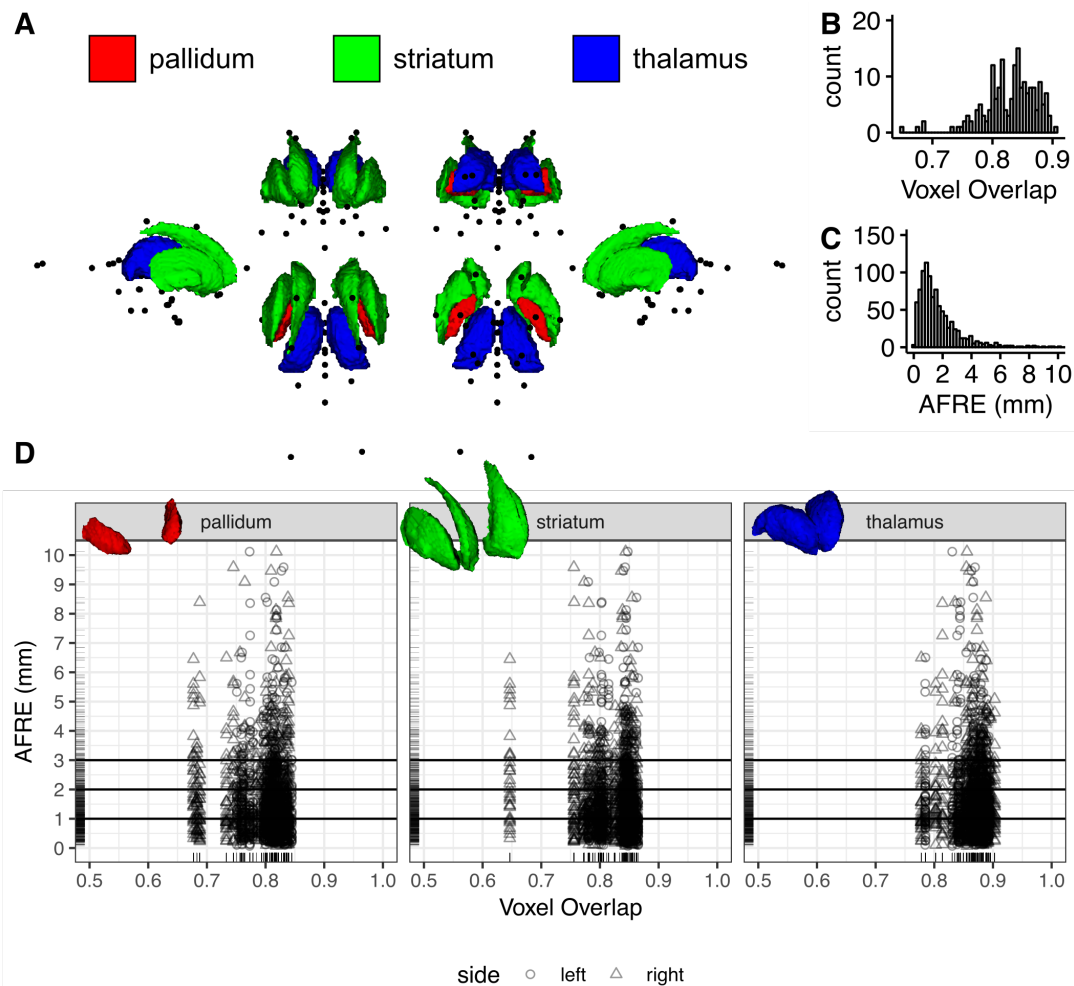 A
pallidum striatum thalamus
B
20
10
0
count
0.7 0.8 0.9
Voxel Overlap
C
150
100
50
0
count
0 2 4 6 8 10
AFRE (mm)
D
pallidum striatum thalamus
10
9
8
7
6
5
4
3
2
1
0
AFRE (mm)
0.5 0.6 0.7 0.8 0.9 1.0 0.5 0.6 0.7 0.8 0.9 1.0 0.5 0.6 0.7 0.8 0.9 1.0
Voxel Overlap
side left right